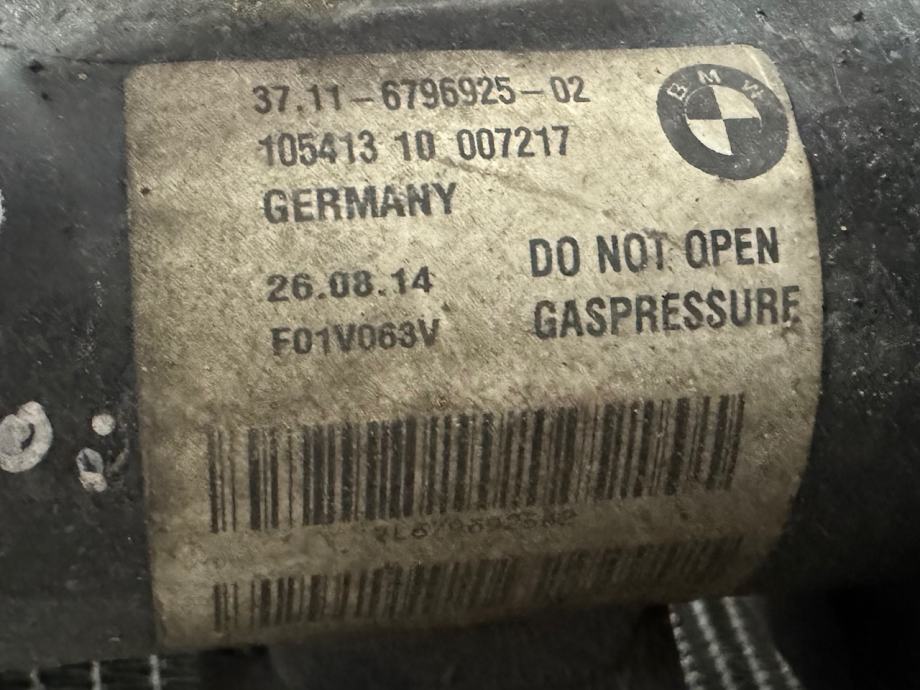 37.11-6796925-02
BMW
105413 10 007217
GERMANY
DO NOT OPEN
26.08.14
GASPRESSURE
F01V063V